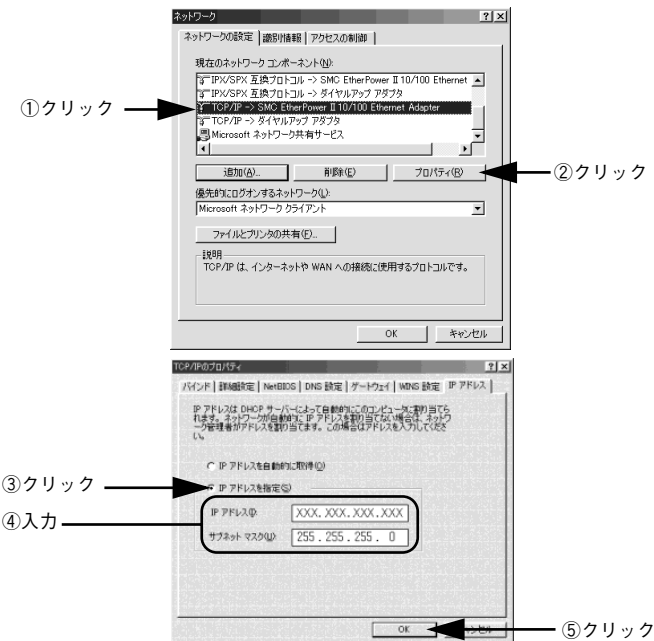 ネットワーク
ネットワークの設定 識別情報 アクセスの制御
現在のネットワーク コンポーネント(N):
IPX/SPX 互換プロトコル -> SMC EtherPower II 10/100 Ethernet
IPX/SPX 互換プロトコル -> ダイヤルアップ アダプタ
①クリック
TCP/IP -> SMC EtherPower II 10/100 Ethernet Adapter
TCP/IP -> ダイヤルアップ アダプタ
Microsoft ネットワーク共有サービス
追加(A)... 削除(E) プロパティ(R)
②クリック
優先的にログオンするネットワーク(L):
Microsoft ネットワーク クライアント
ファイルとプリンタの共有(F)...
説明
TCP/IP は、インターネットや WAN への接続に使用するプロトコルです。
OK キャンセル
TCP/IPのプロパティ
バインド 詳細設定 NetBIOS DNS 設定 ゲートウェイ WINS 設定 IP アドレス
IP アドレスは DHCP サーバーによって自動的にこのコンピュータに割り当てら
れます。ネットワークが自動的に IP アドレスを割り当てない場合は、ネットワ
ーク管理者がアドレスを割り当てます。この場合はアドレスを入力してくださ
い。
IP アドレスを自動的に取得(O)
③クリック
IP アドレスを指定(S)
④入力
IP アドレス(I): XXX.XXX.XXX.XXX
サブネット マスク(U): 255.255.255. 0
OK
⑤クリック